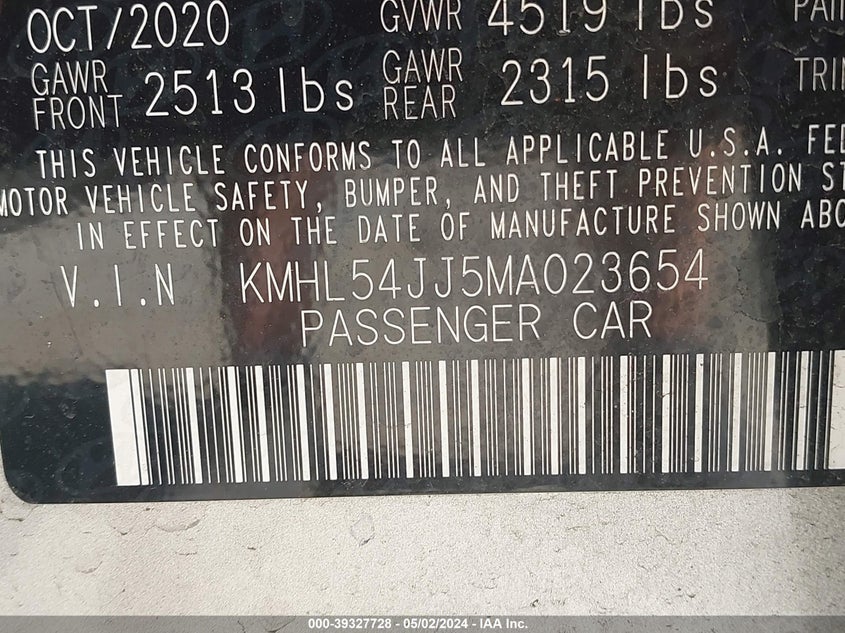 OCT/2020 GVWR 4519 lbs
GAWR FRONT 2513 lbs GAWR REAR 2315 lbs
THIS VEHICLE CONFORMS TO ALL APPLICABLE U.S.A.
MOTOR VEHICLE SAFETY, BUMPER, AND THEFT PREVENTION
IN EFFECT ON THE DATE OF MANUFACTURE SHOWN
V.I.N KMHL54JJ5MA023654
PASSENGER CAR
000-39327728 - 05/02/2024 - IAA Inc.